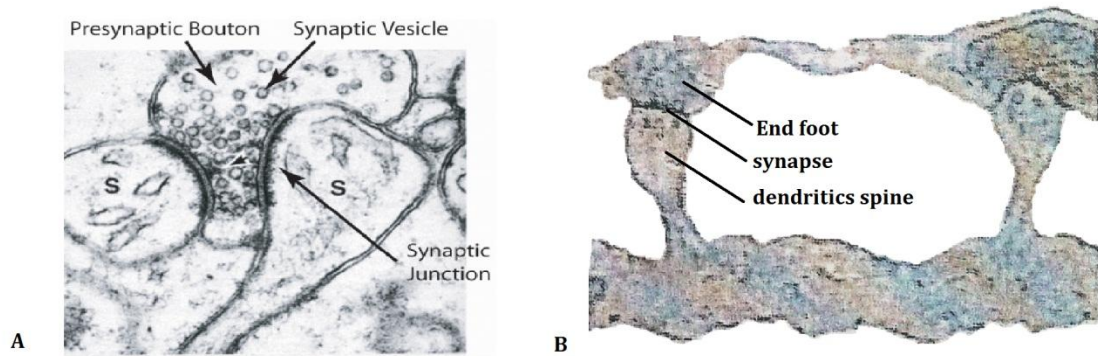 Presynaptic Bouton
Synaptic Vesicle
S
S
Synaptic
Junction
A
End foot
synapse
dendritics spine
B